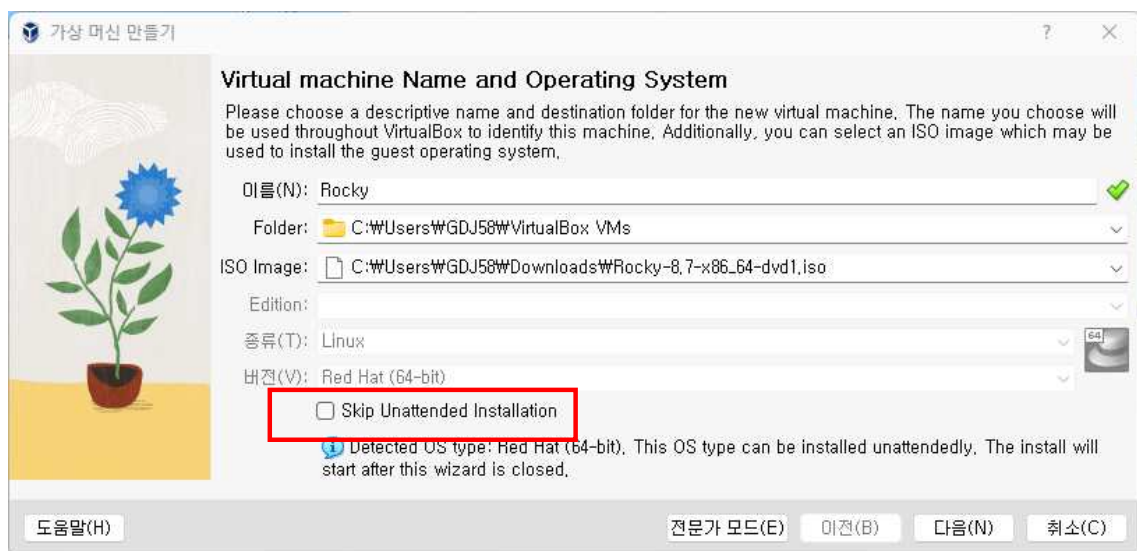 가상 머신 만들기
?
Virtual machine Name and Operating System
Please choose a descriptive name and destination folder for the new virtual machine. The name you choose will
be used throughout VirtualBox to identify this machine. Additionally, you can select an ISO image which may be
used to install the guest operating system.
이름(N): Rocky
Folder: C:₩Users₩GDJ58₩VirtualBox VMs
ISO Image: C:₩Users₩GDJ58₩Downloads₩Rocky-8.7-x86_64-dvd1.iso
Edition:
종류(T): Linux
64
버전(V): Red Hat (64-bit)
Skip Unattended Installation
Detected OS type: Red Hat (64-bit). This OS type can be installed unattendedly. The install will
start after this wizard is closed.
도움말(H) 전문가 모드(E) 이전(B) 다음(N) 취소(C)